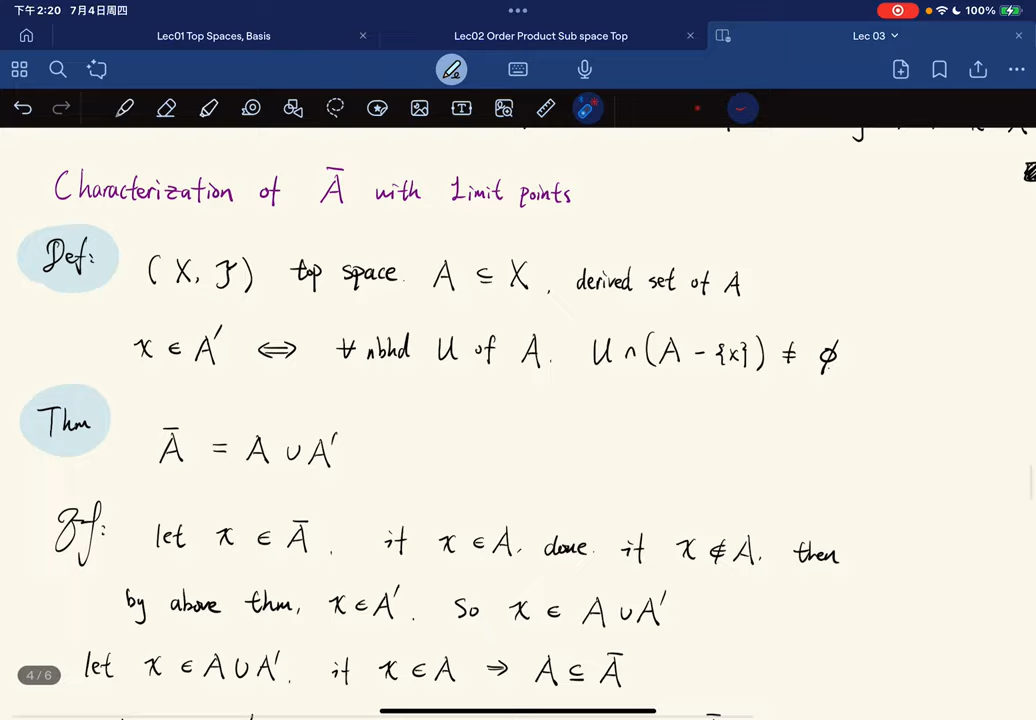 下午2:20 7月4日周四
100%
Lec01 Top Spaces, Basis
Lec02 Order Product Sub space Top
Lec 03
Characterization of Ā with Limit points
Def:
(X, 𝒯) top space. A ⊆ X, derived set of A
x ∈ A′ ⟺ ∀ nbhd U of A. U ∩ (A − {x}) ≠ ∅
Thm
Ā = A ∪ A′
pf: let x ∈ Ā. if x ∈ A, done. if x ∉ A, then
by above thm, x ∈ A′. So x ∈ A ∪ A′
let x ∈ A ∪ A′. if x ∈ A ⇒ A ⊆ Ā
4 / 6